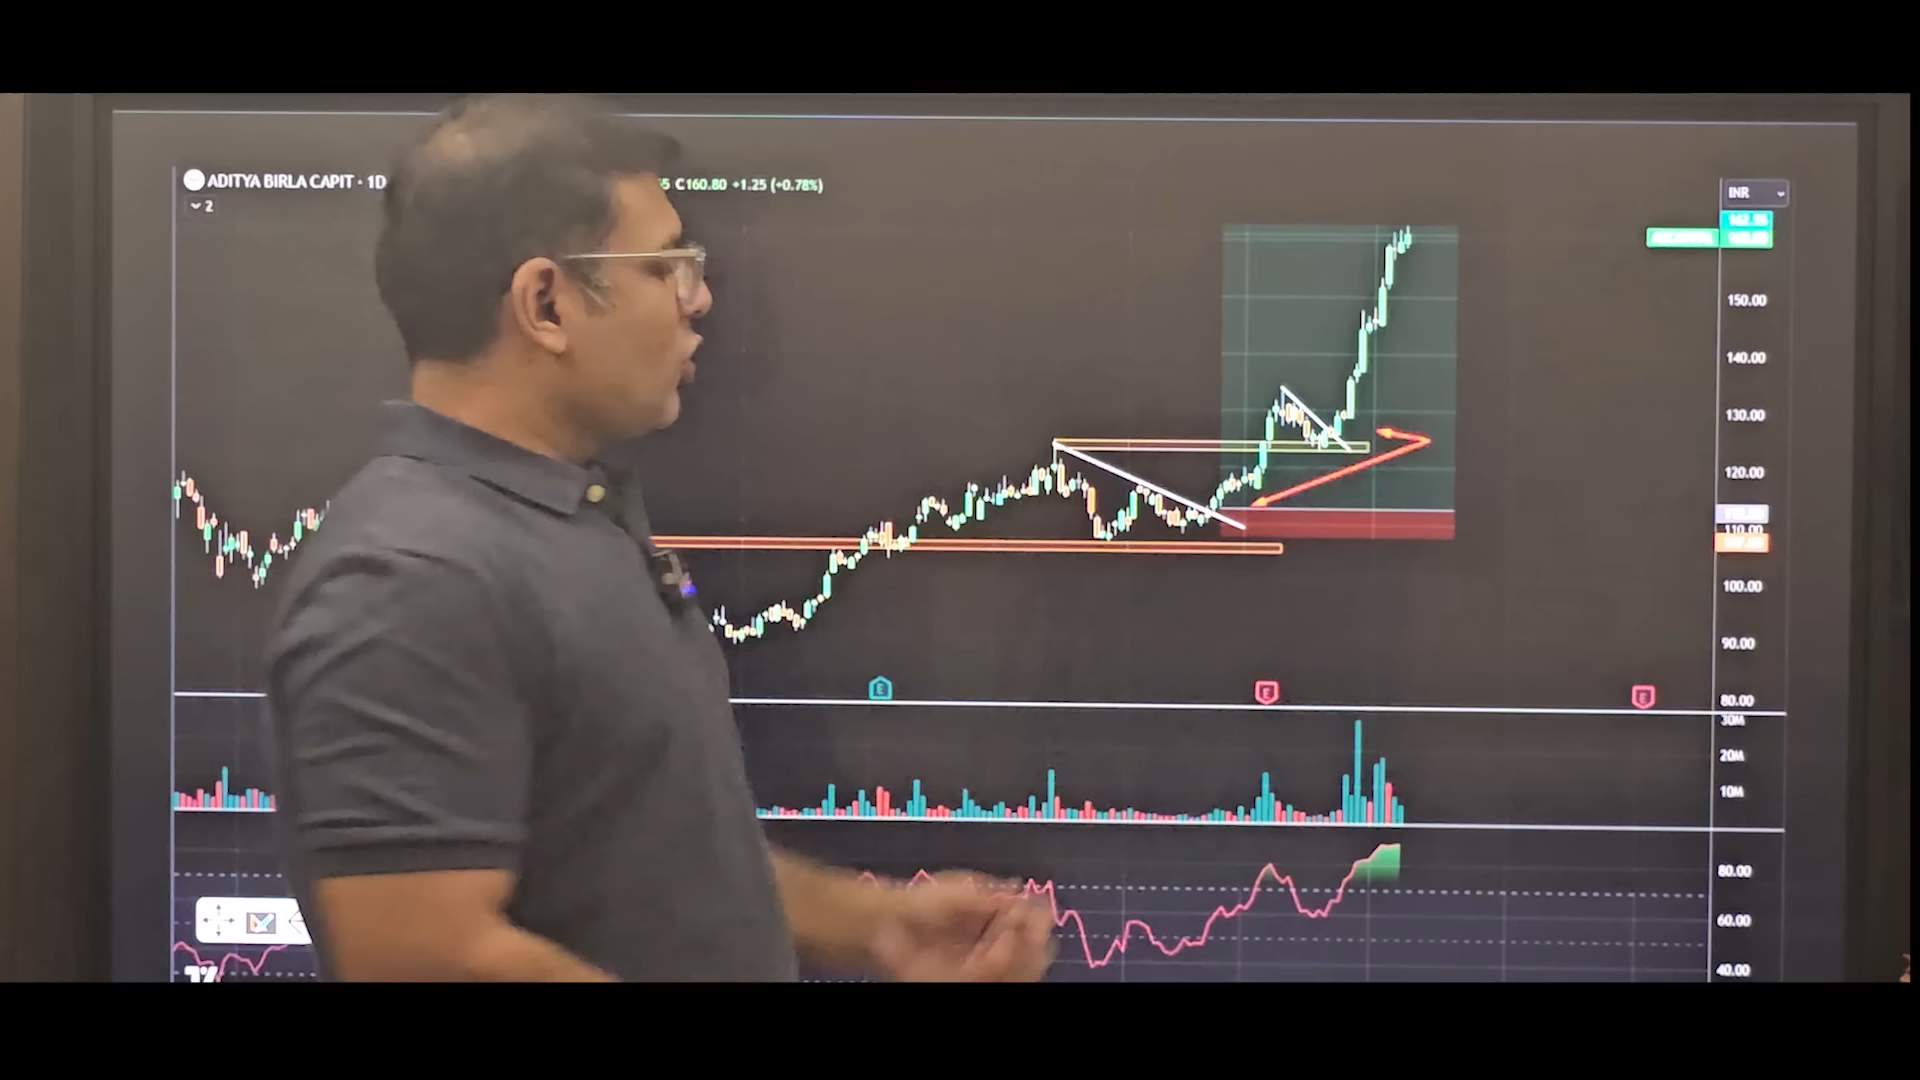 ADITYA BIRLA CAPIT · 1D
C160.80 +1.25 (+0.78%)
2
INR
150.00
140.00
130.00
120.00
110.00
100.00
90.00
80.00
E
E
E
30M
20M
10M
80.00
60.00
40.00